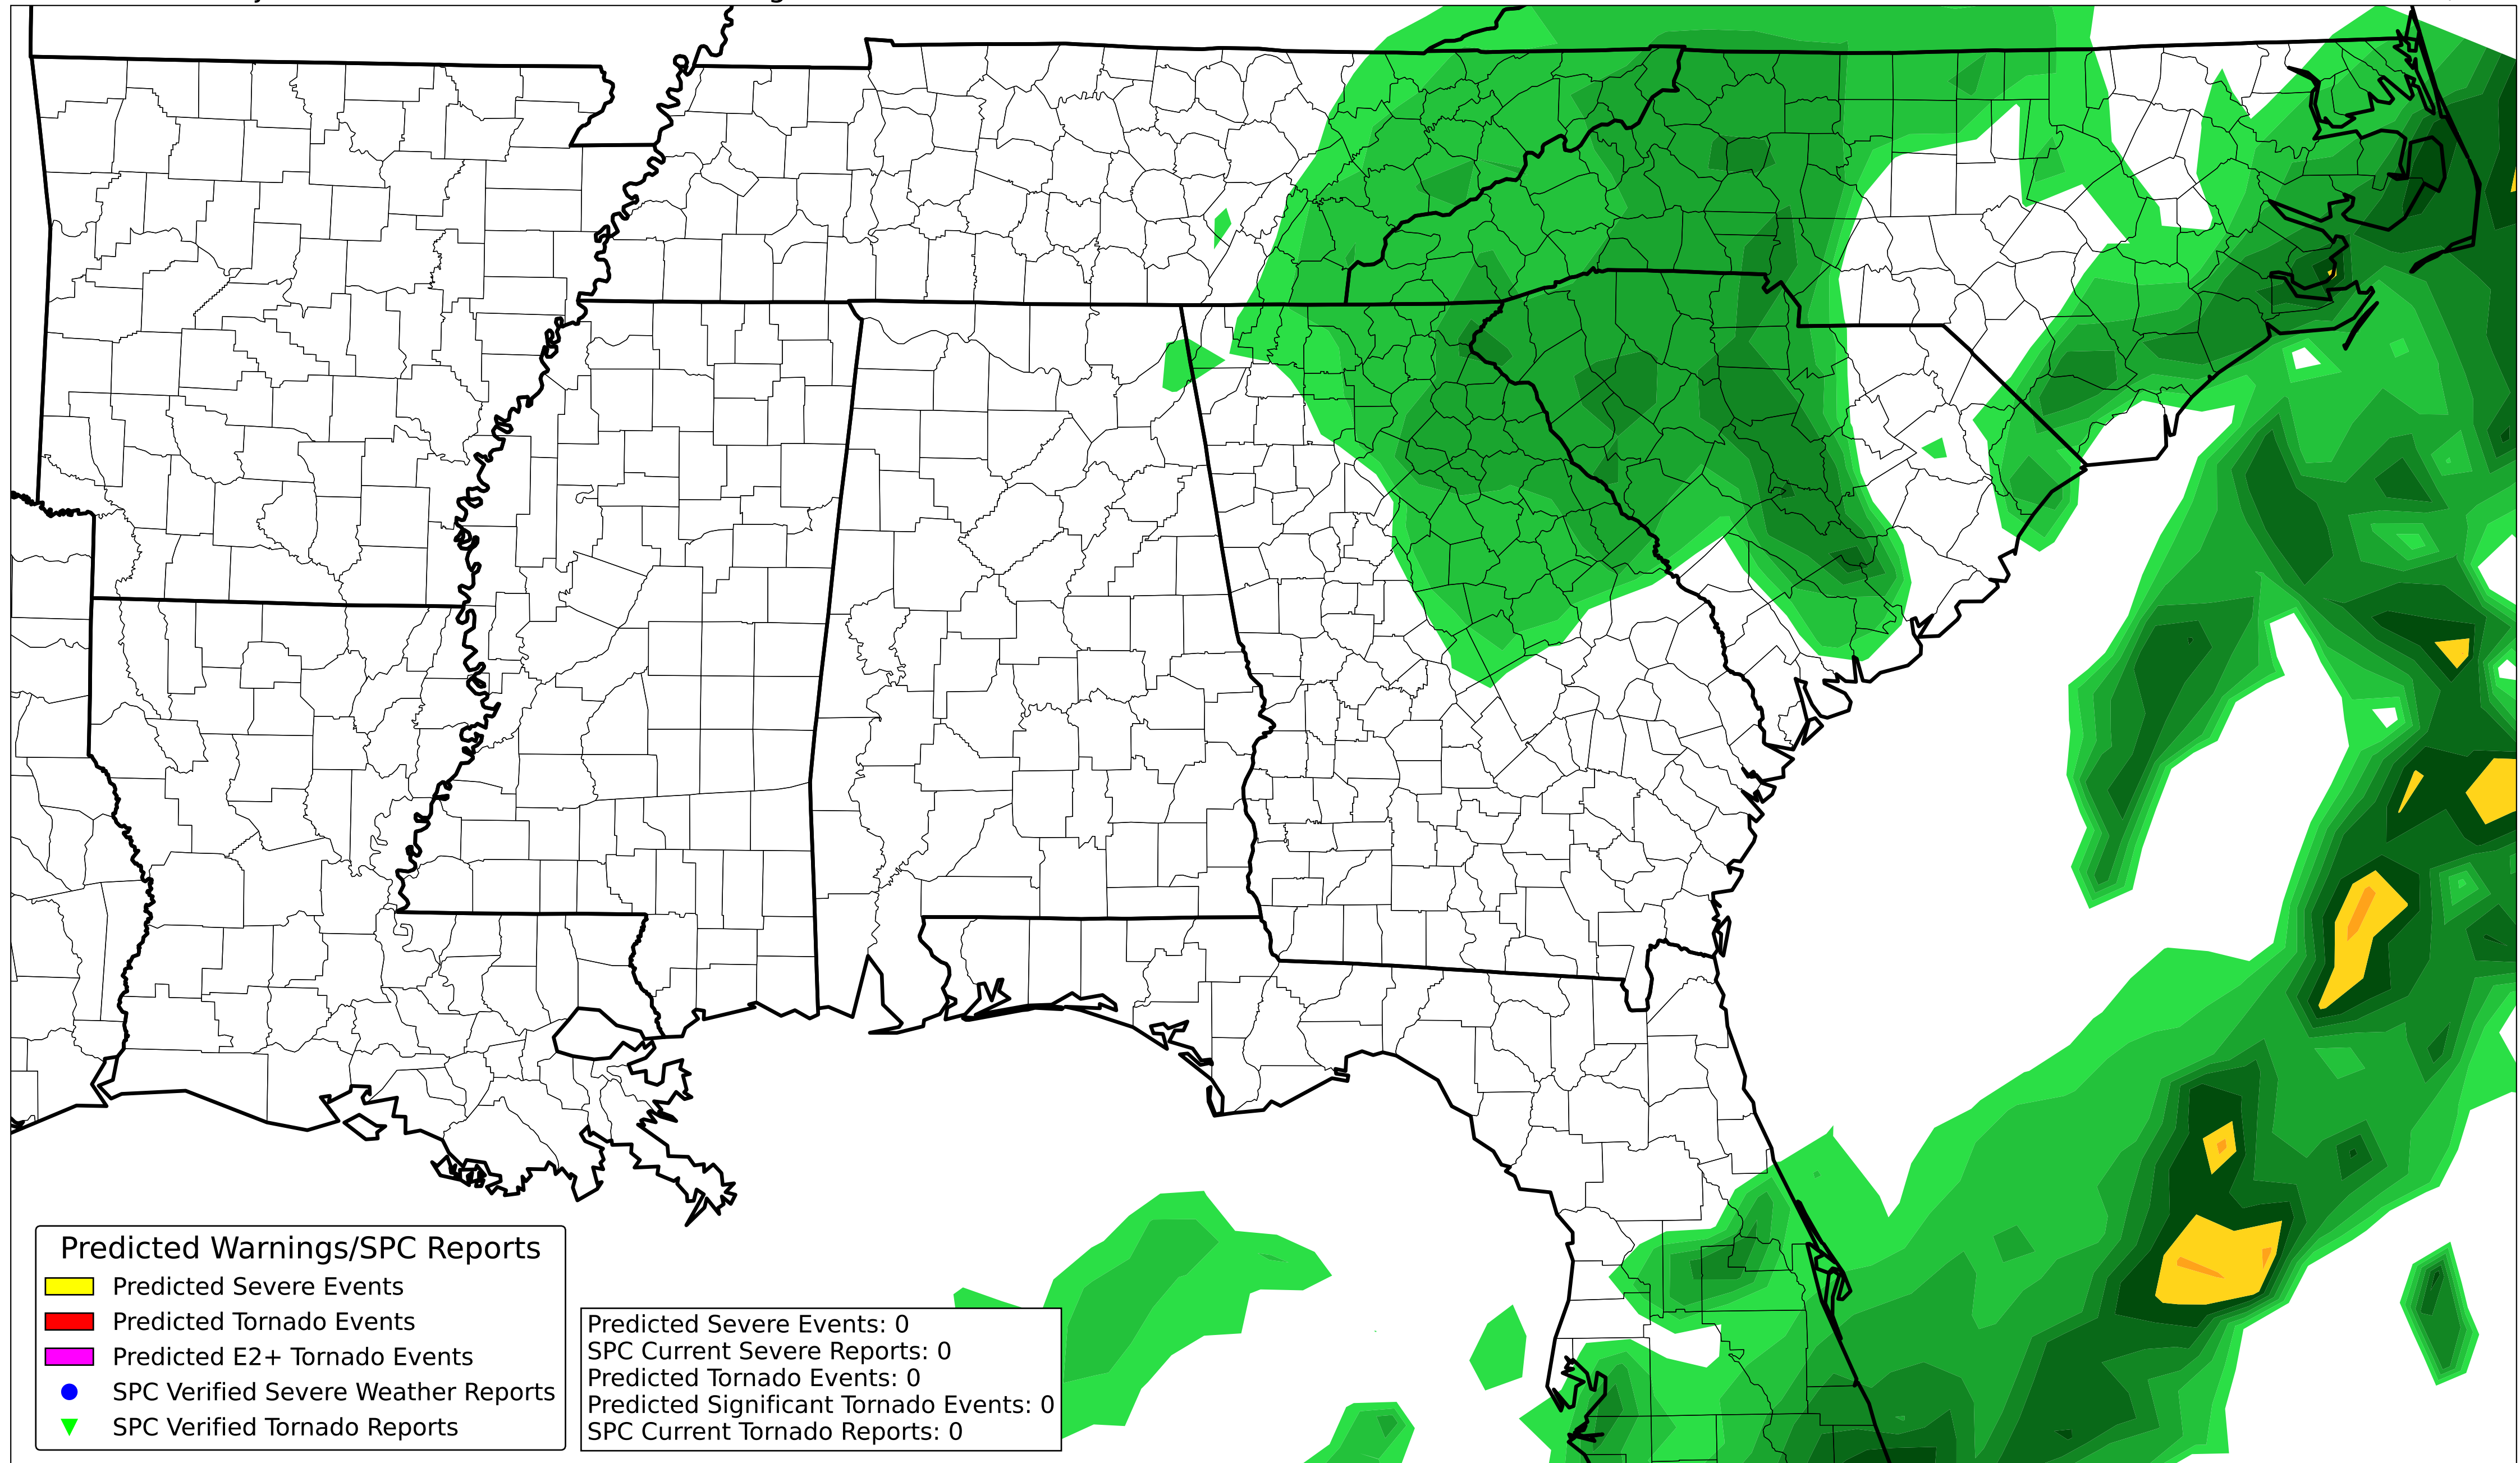 Predicted Warnings/SPC Reports
Predicted Severe Events
Predicted Tornado Events
Predicted E2+ Tornado Events
SPC Verified Severe Weather Reports
SPC Verified Tornado Reports
Predicted Severe Events: 0
SPC Current Severe Reports: 0
Predicted Tornado Events: 0
Predicted Significant Tornado Events: 0
SPC Current Tornado Reports: 0